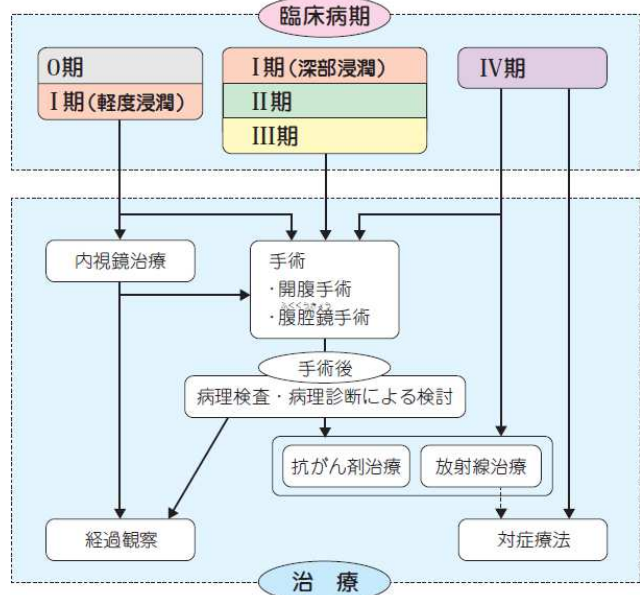 臨床病期
0期
I期(軽度浸潤)
I期(深部浸潤)
II期
III期
IV期
内視鏡治療
手術
・開腹手術
ふくくうきょう
・腹腔鏡手術
手術後
病理検査・病理診断による検討
抗がん剤治療
放射線治療
経過観察
対症療法
治　療